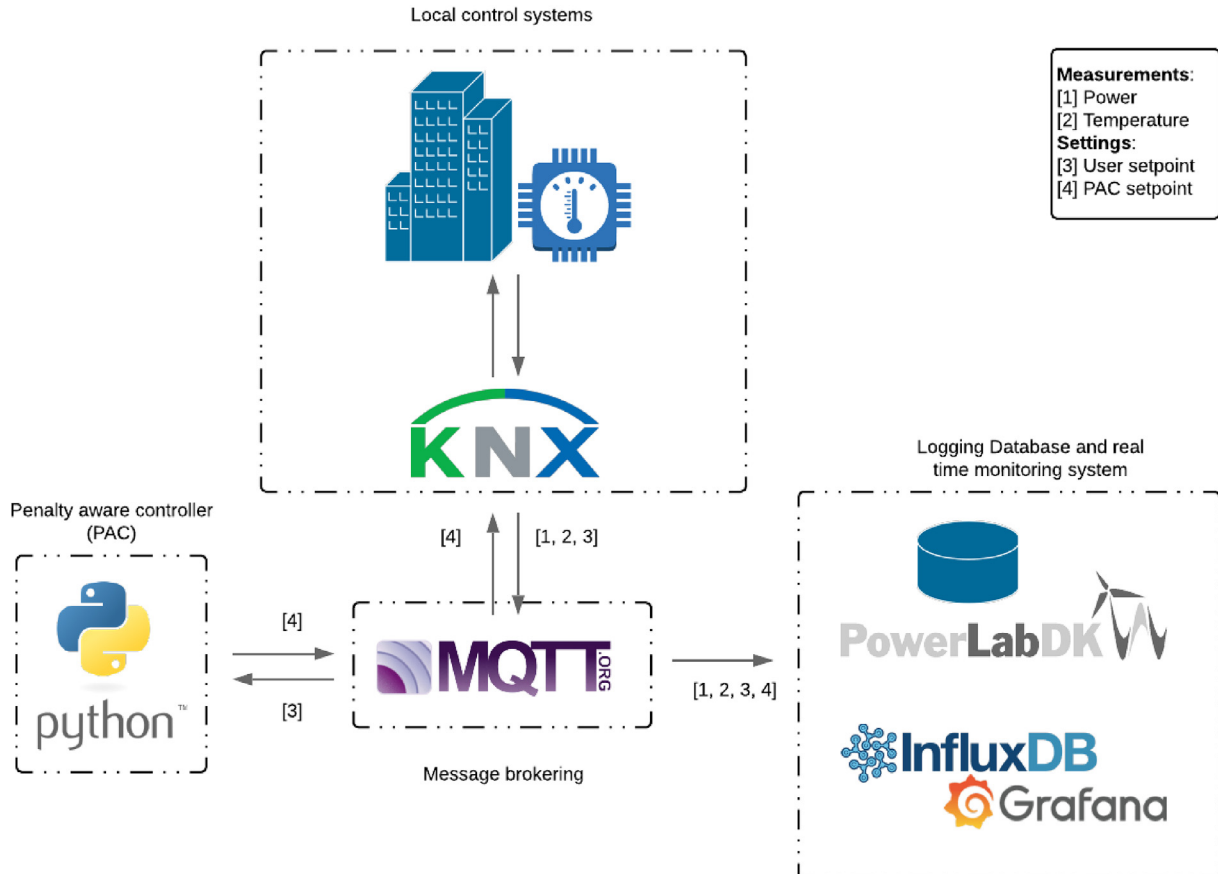 Local control systems
Measurements:
[1] Power
[2] Temperature
Settings:
[3] User setpoint
[4] PAC setpoint
KNX
Logging Database and real
time monitoring system
Penalty aware controller
(PAC)
[4]
[1, 2, 3]
[4]
[3]
python™
MQTT.ORG
[1, 2, 3, 4]
Message brokering
PowerLabDK
InfluxDB
Grafana